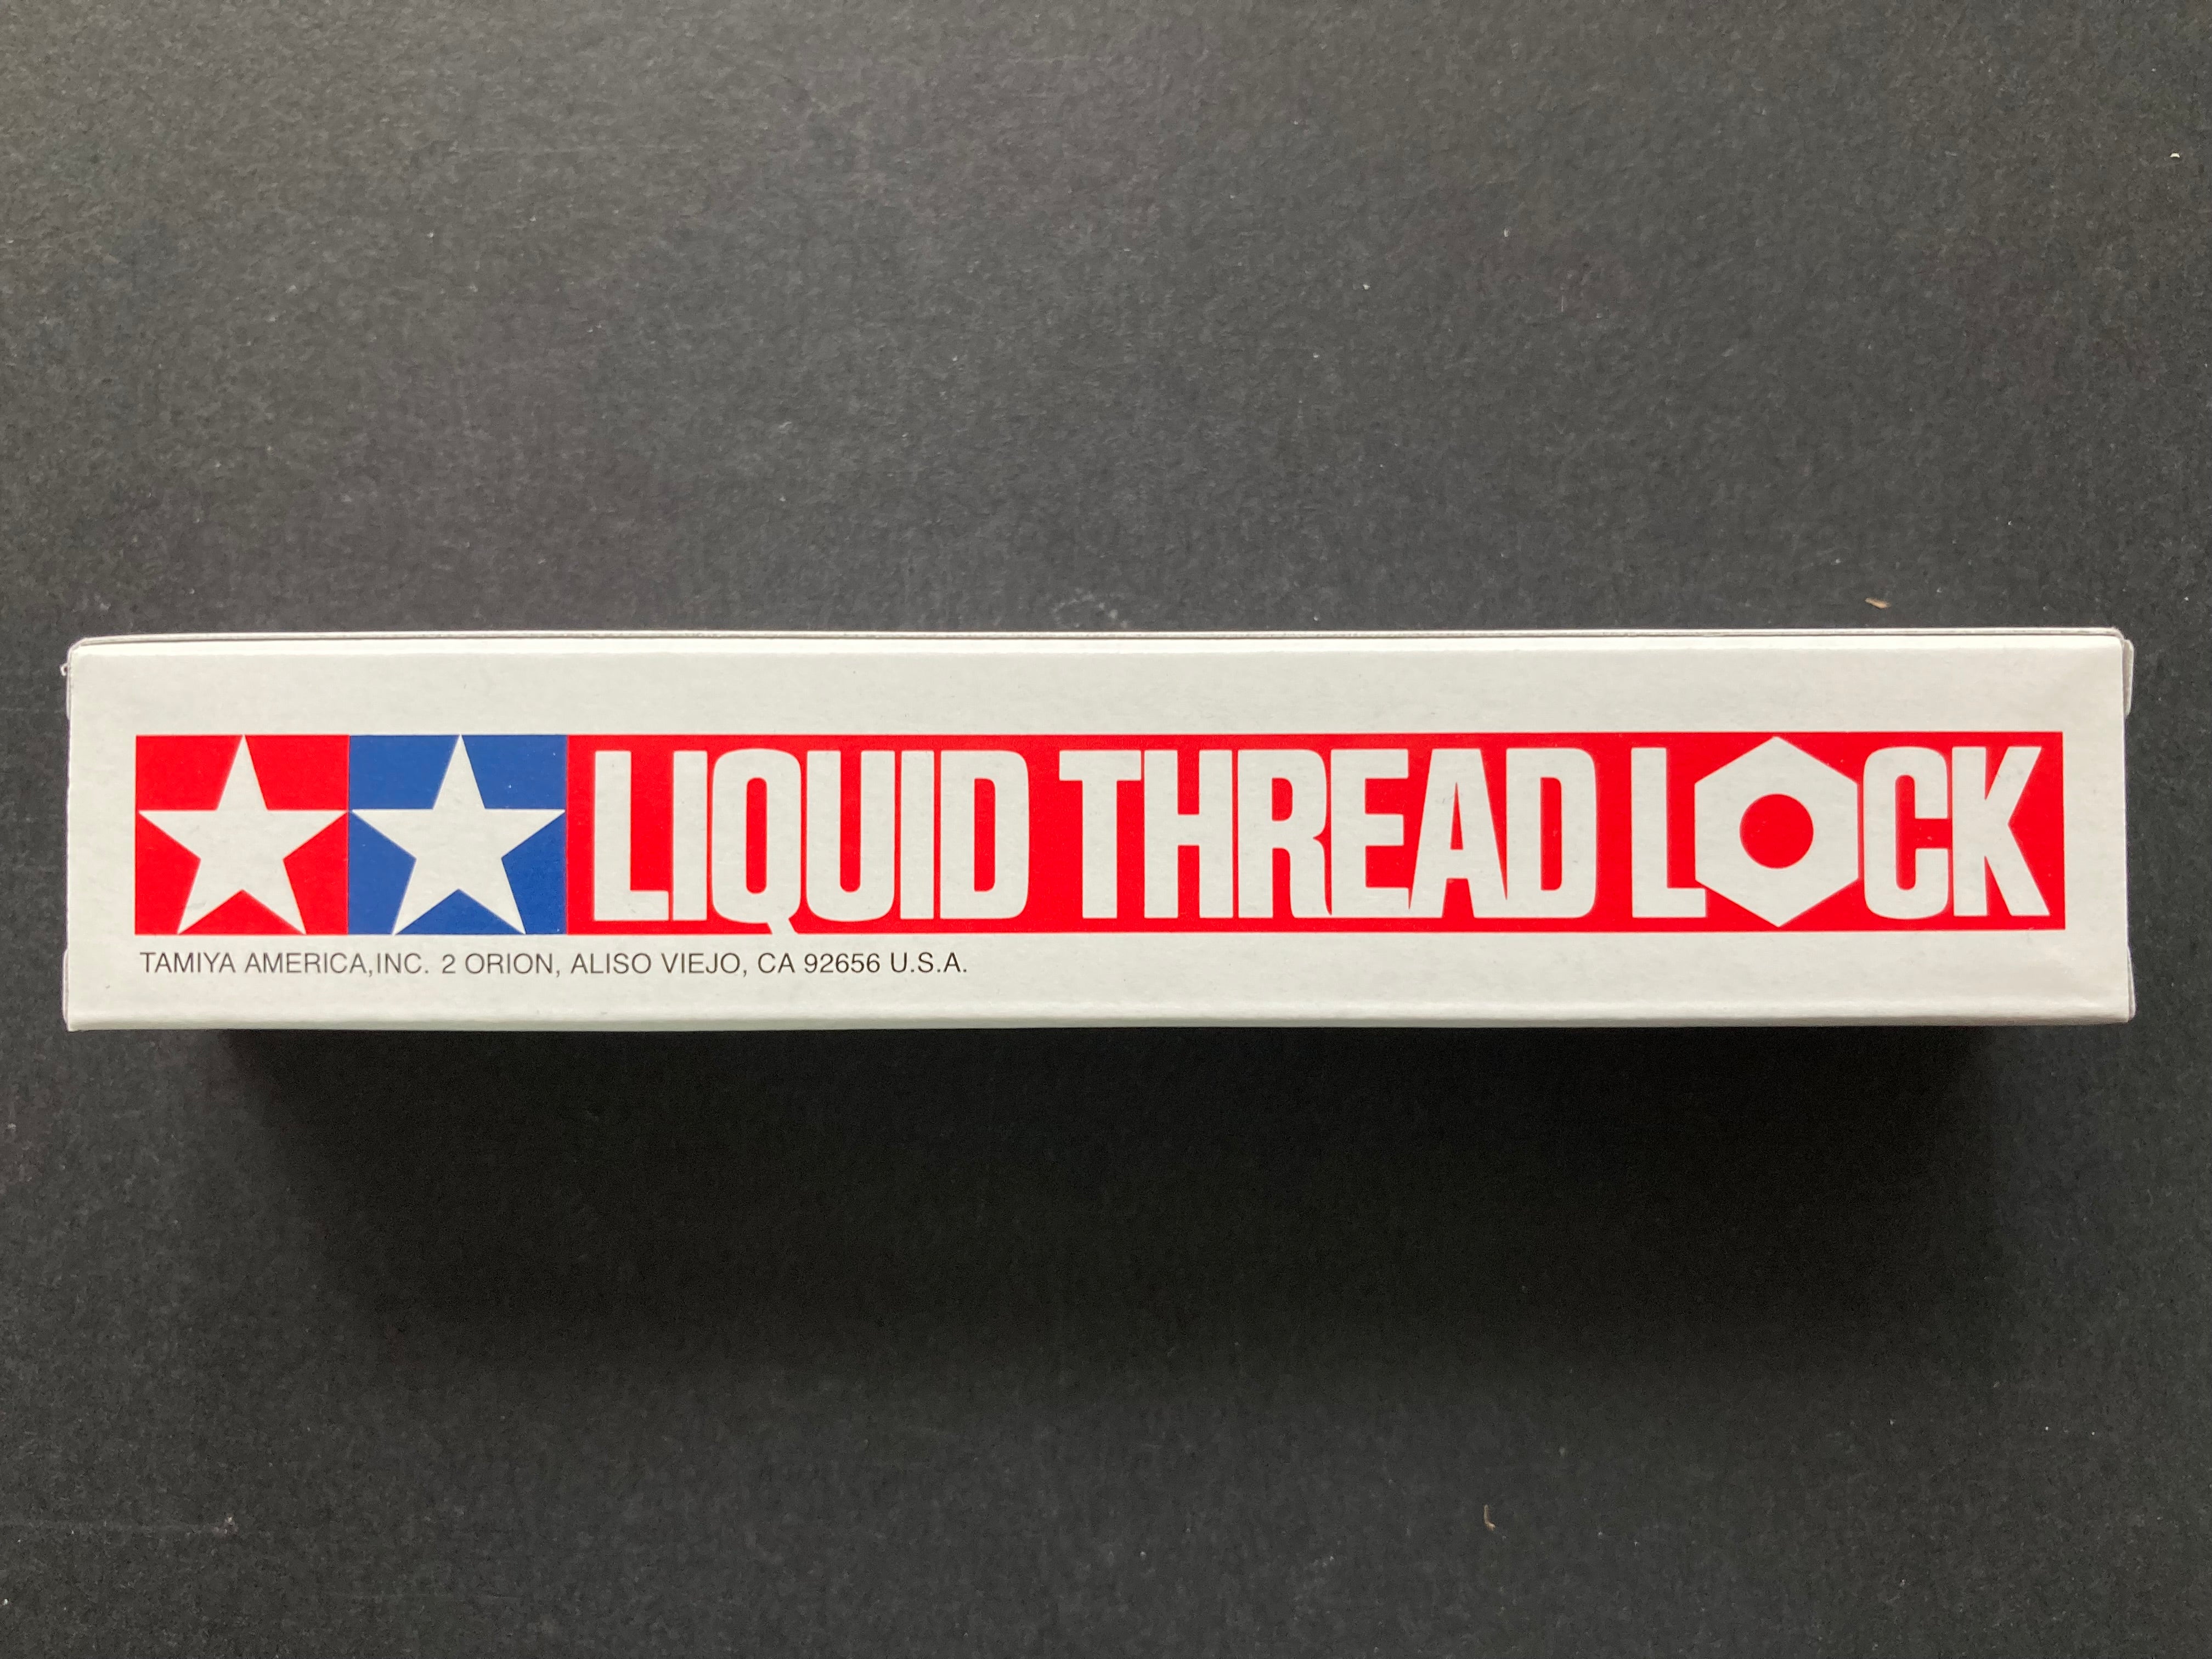 LIQUID THREAD LOCK
TAMIYA AMERICA,INC. 2 ORION, ALISO VIEJO, CA 92656 U.S.A.